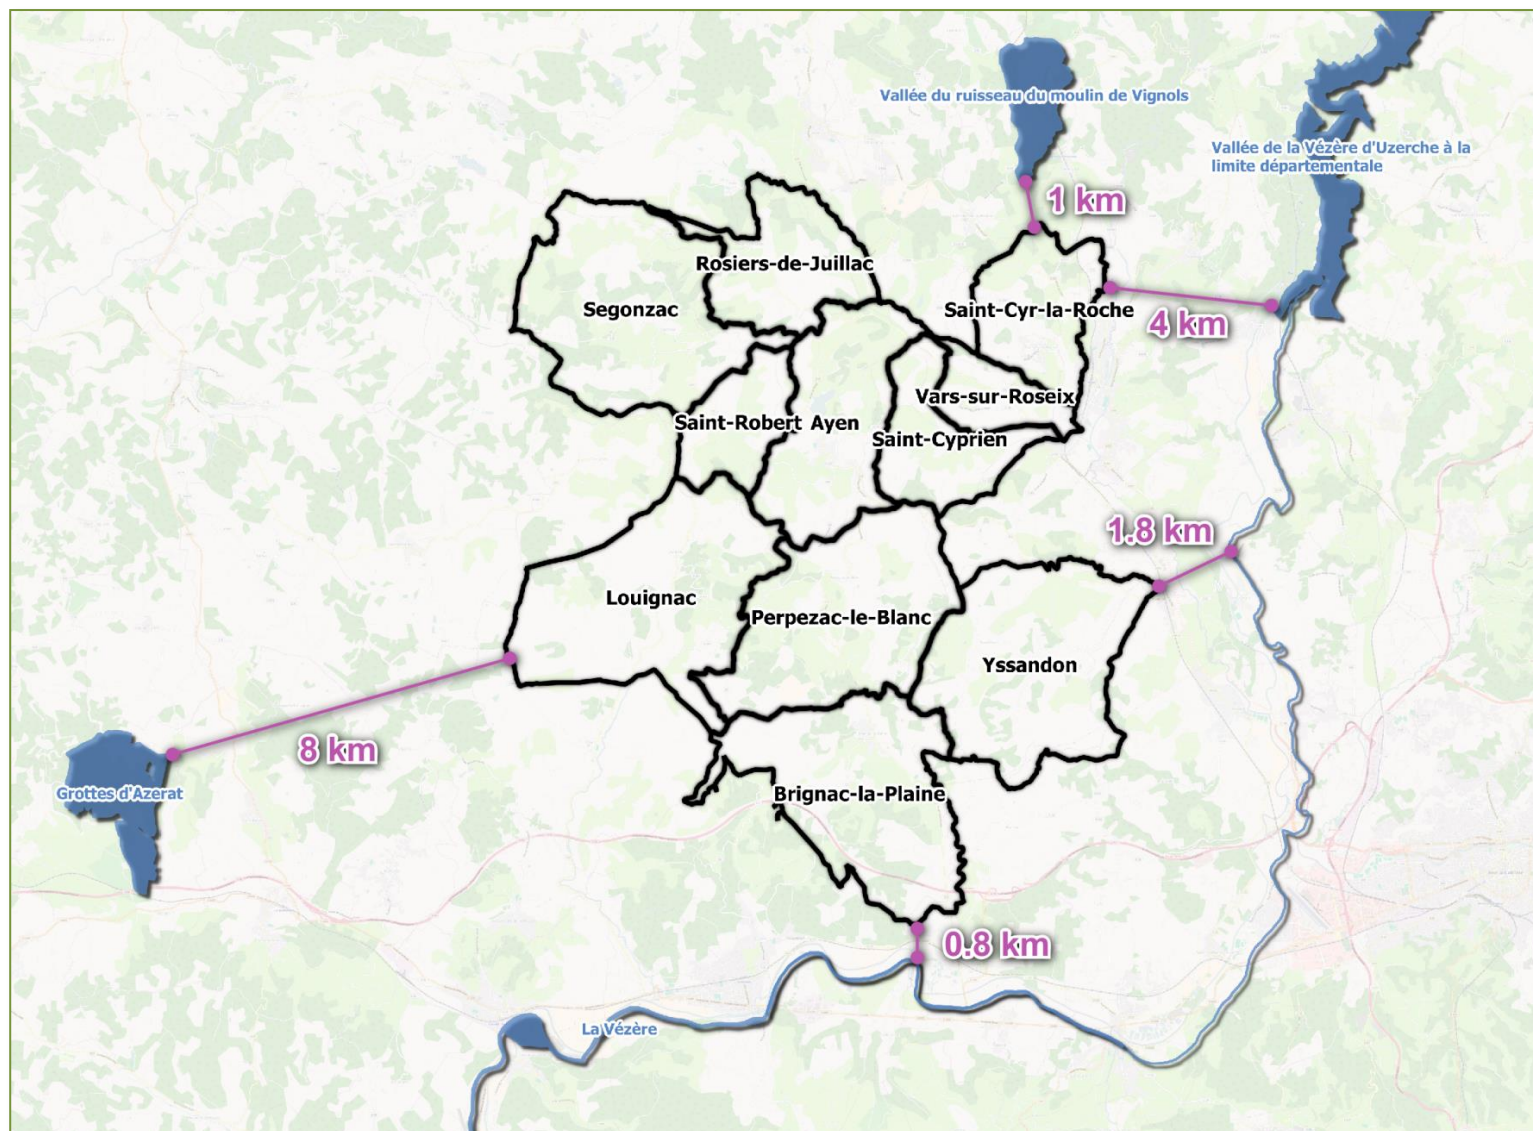 Vallée du ruisseau du moulin de Vignols
Vallée de la Vézère d'Uzerche à la
limite départementale
1 km
Rosiers-de-Juillac
Segonzac
Saint-Cyr-la-Roche
4 km
Vars-sur-Roseix
Saint-Robert
Ayen
Saint-Cyprien
1.8 km
Louignac
Perpezac-le-Blanc
Yssandon
8 km
Grottes d'Azerat
Brignac-la-Plaine
0.8 km
La Vézère